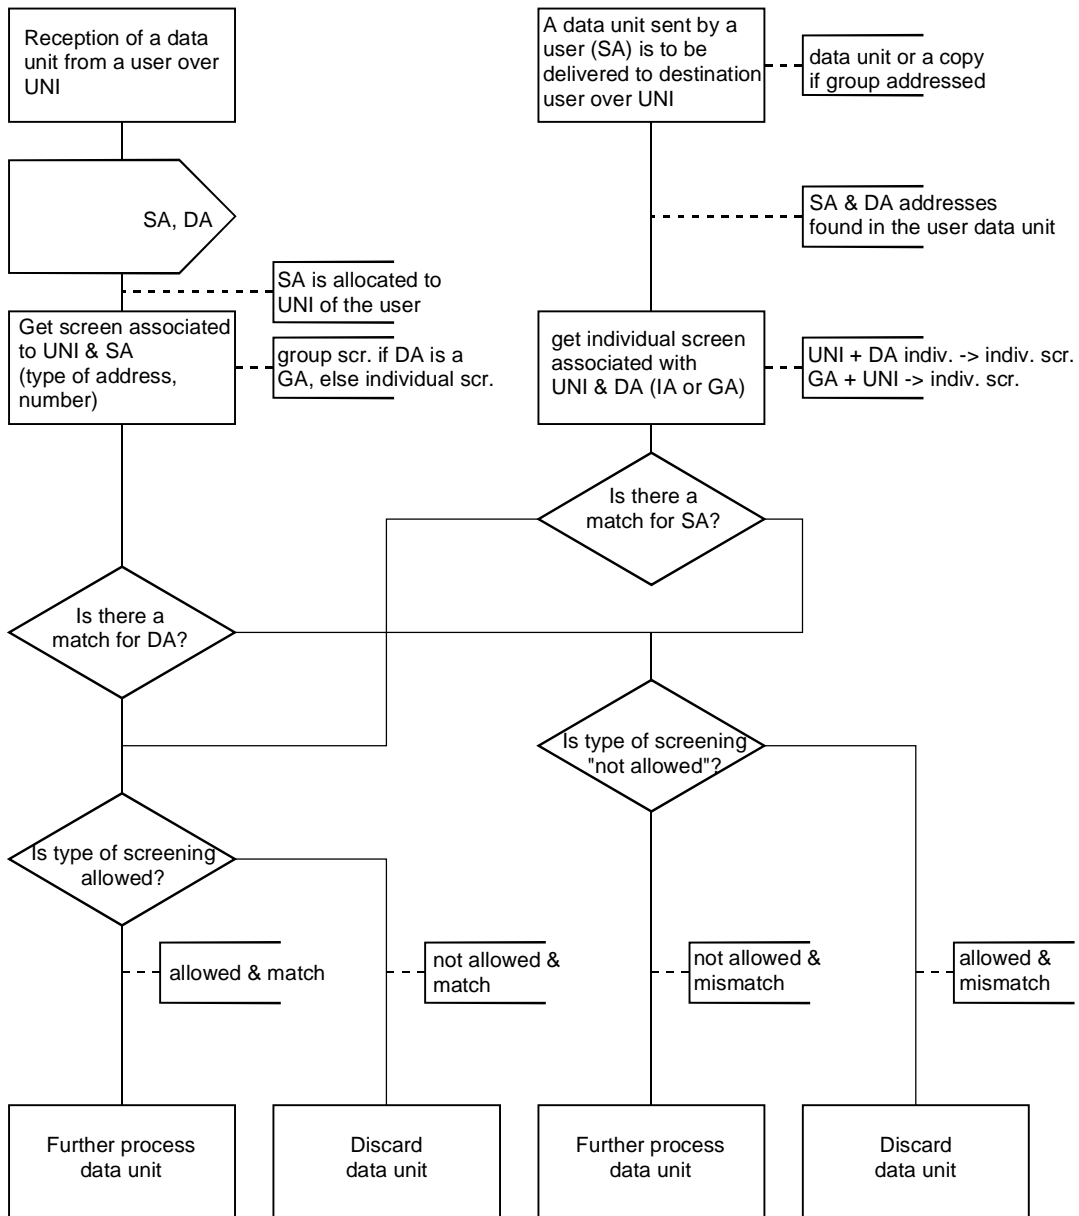 Reception of a data
unit from a user over
UNI
A data unit sent by a
user (SA) is to be
delivered to destination
user over UNI
data unit or a copy
if group addressed
SA, DA
SA & DA addresses
found in the user data unit
SA is allocated to
UNI of the user
Get screen associated
to UNI & SA
(type of address,
number)
group scr. if DA is a
GA, else individual scr.
get individual screen
associated with
UNI & DA (IA or GA)
UNI + DA indiv. -> indiv. scr.
GA + UNI -> indiv. scr.
Is there a
match for SA?
Is there a
match for DA?
Is type of screening
"not allowed"?
Is type of screening
allowed?
allowed & match
not allowed &
match
not allowed &
mismatch
allowed &
mismatch
Further process
data unit
Discard
data unit
Further process
data unit
Discard
data unit